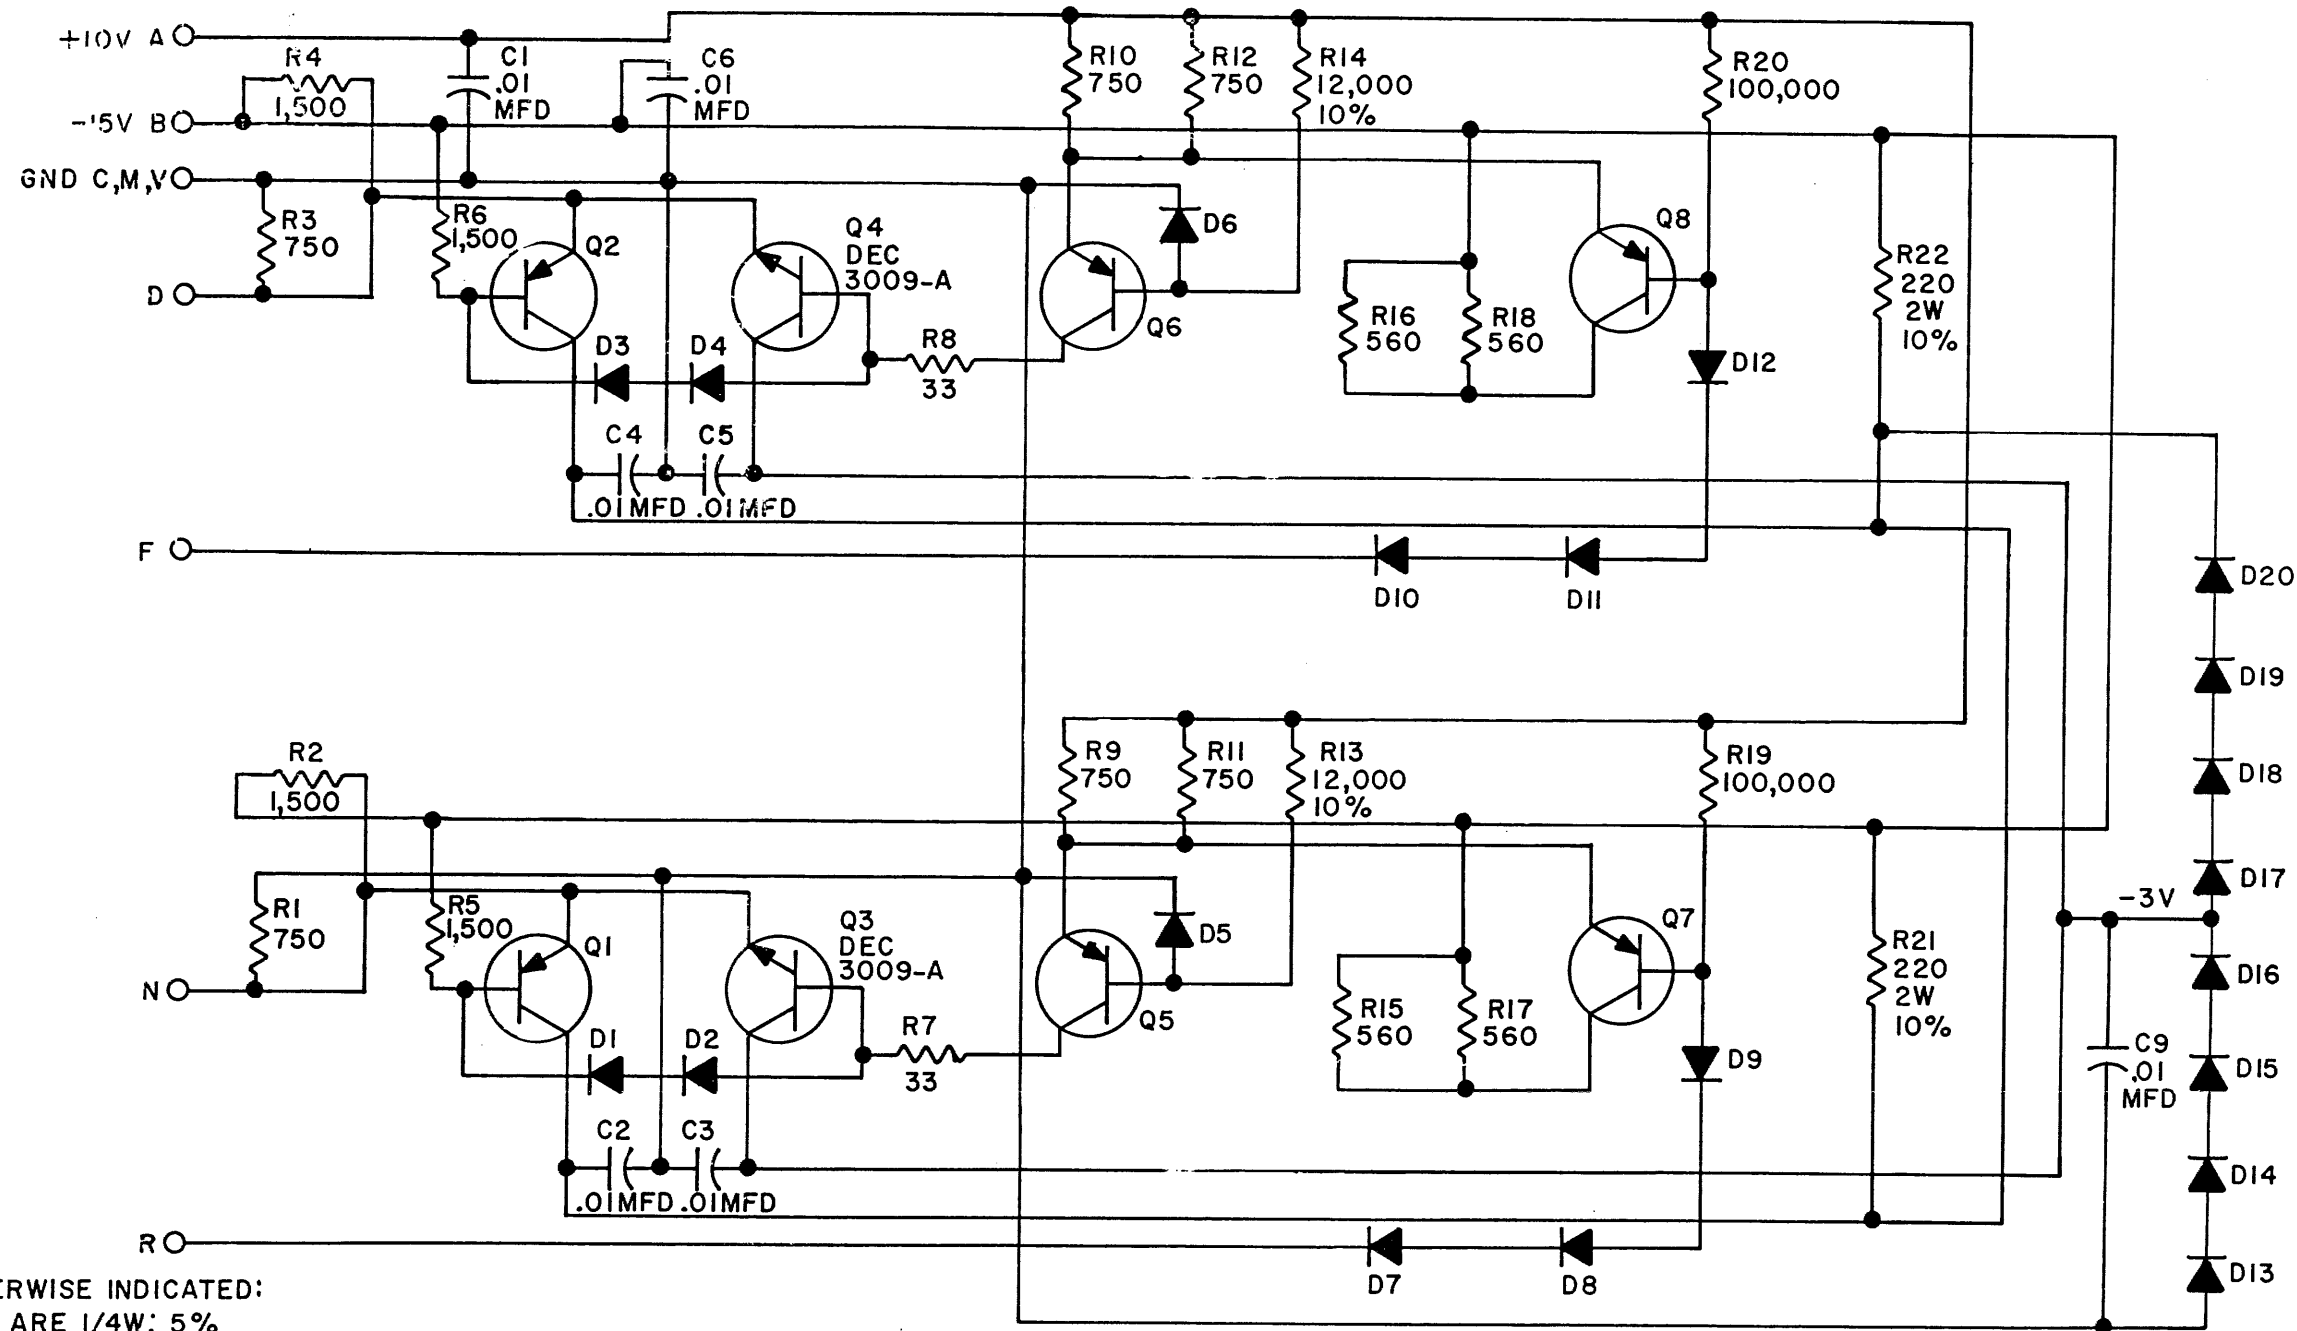 +10V A
R4
1,500
C1
.01
MFD
C6
.01
MFD
R10
750
R12
750
R14
12,000
10%
R20
100,000
-15V B
GND C,M,V
R3
750
R6
1,500
Q2
Q4
DEC
3009-A
D6
Q6
Q8
R16
560
R18
560
R22
220
2W
10%
D
D3
D4
R8
33
D12
C4
.01MFD
C5
.01MFD
F
D10
D11
D20
D19
D18
D17
-3V
R2
1,500
R9
750
R11
750
R13
12,000
10%
R19
100,000
R1
750
R5
1,500
Q1
Q3
DEC
3009-A
D5
Q5
Q7
R15
560
R17
560
R21
220
2W
10%
N
D1
D2
R7
33
D9
C9
.01
MFD
D16
D15
D14
D13
C2
.01MFD
C3
.01MFD
R
D7
D8
ERWISE INDICATED:
ARE 1/4W; 5%